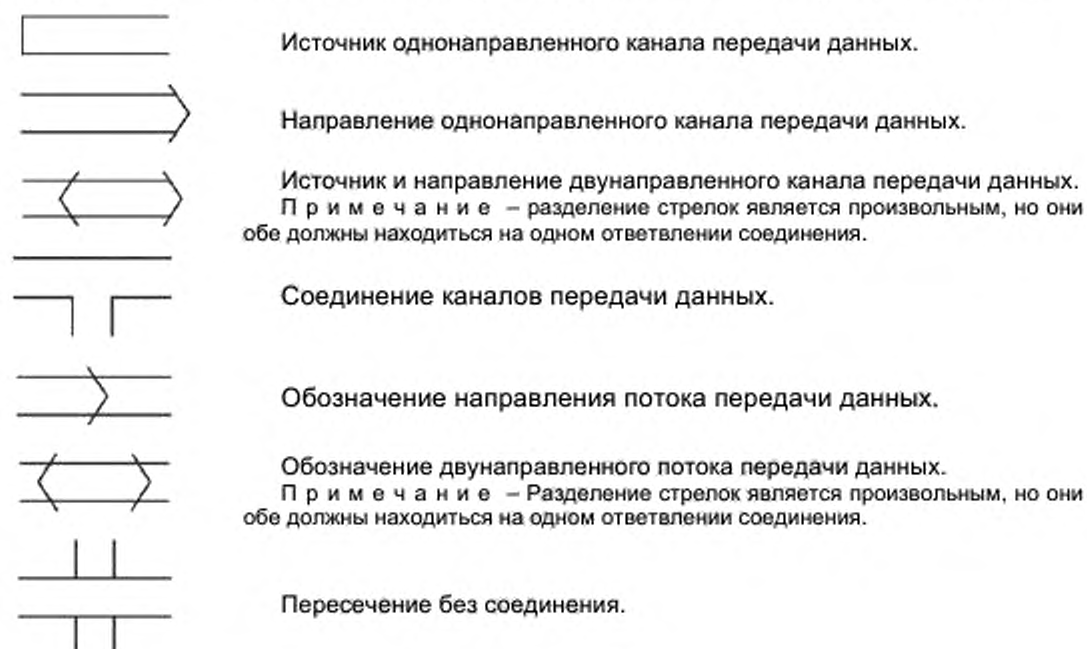 Источник однонаправленного канала передачи данных.
Направление однонаправленного канала передачи данных.
Источник и направление двунаправленного канала передачи данных.
П р и м е ч а н и е – разделение стрелок является произвольным, но они
обе должны находиться на одном ответвлении соединения.
Соединение каналов передачи данных.
Обозначение направления потока передачи данных.
Обозначение двунаправленного потока передачи данных.
П р и м е ч а н и е – Разделение стрелок является произвольным, но они
обе должны находиться на одном ответвлении соединения.
Пересечение без соединения.